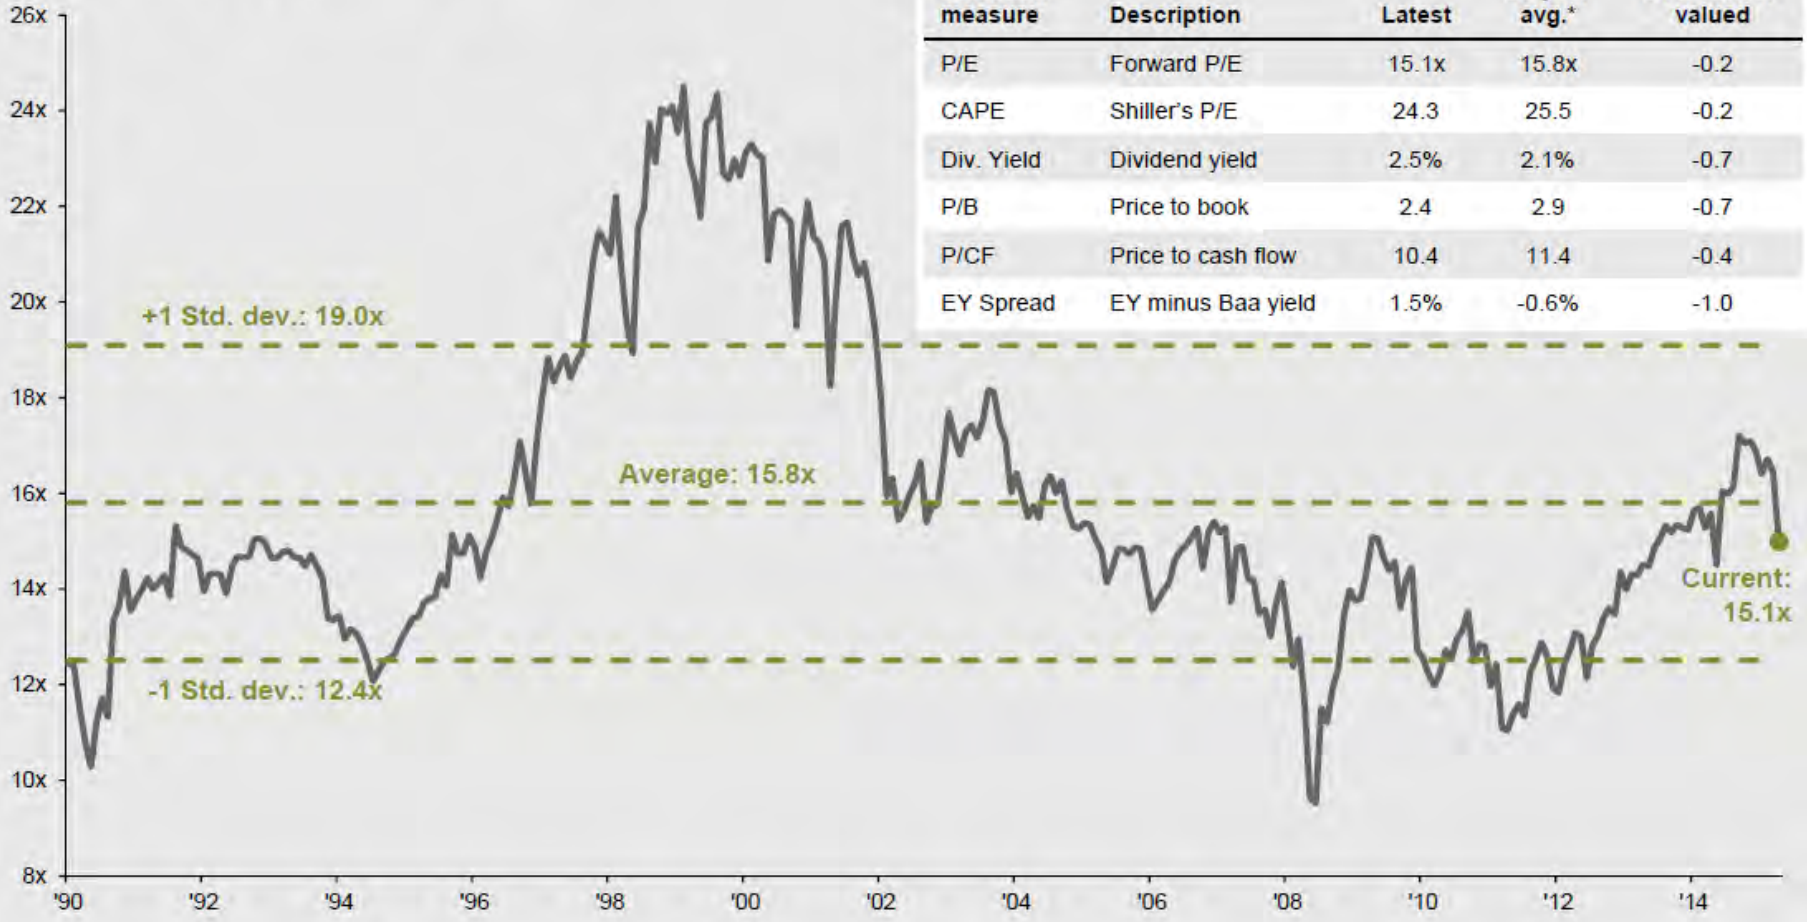 measure Description Latest avg.* valued
P/E Forward P/E 15.1x 15.8x -0.2
CAPE Shiller's P/E 24.3 25.5 -0.2
Div. Yield Dividend yield 2.5% 2.1% -0.7
P/B Price to book 2.4 2.9 -0.7
P/CF Price to cash flow 10.4 11.4 -0.4
EY Spread EY minus Baa yield 1.5% -0.6% -1.0
26x
24x
22x
20x
18x
16x
14x
12x
10x
8x
+1 Std. dev.: 19.0x
Average: 15.8x
-1 Std. dev.: 12.4x
Current:
15.1x
'90 '92 '94 '96 '98 '00 '02 '04 '06 '08 '10 '12 '14